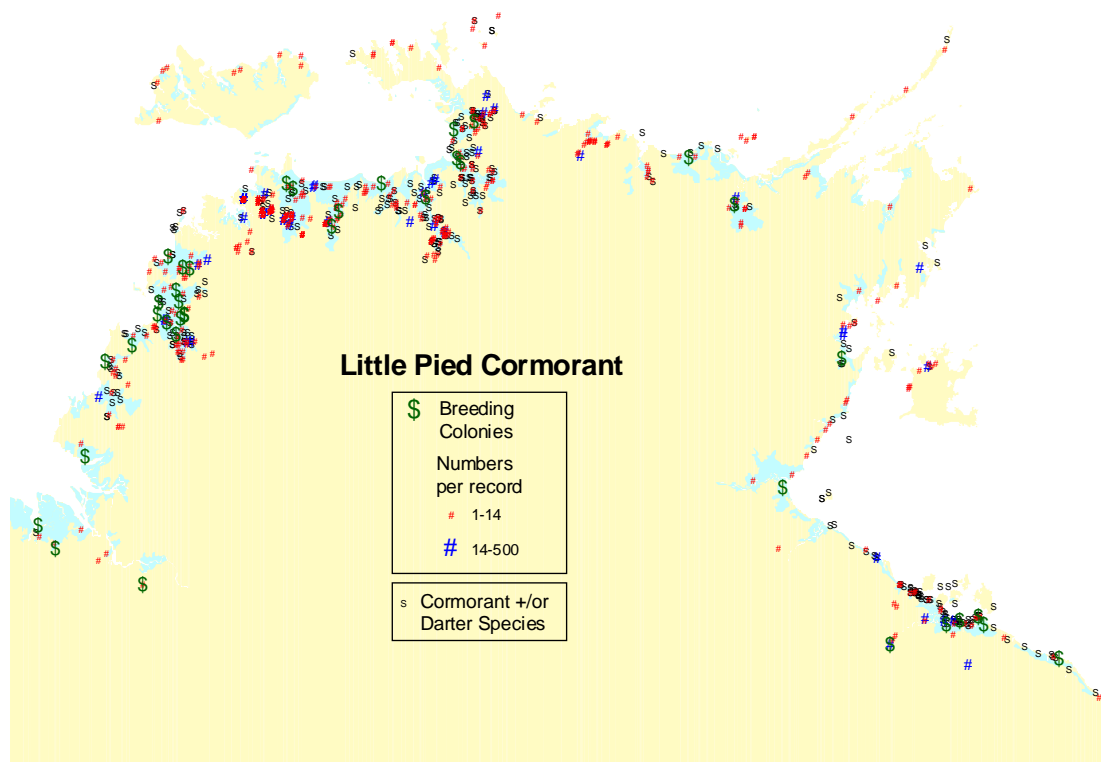 Little Pied Cormorant
$ Breeding
Colonies
Numbers
per record
# 1-14
# 14-500
s Cormorant +/or
Darter Species